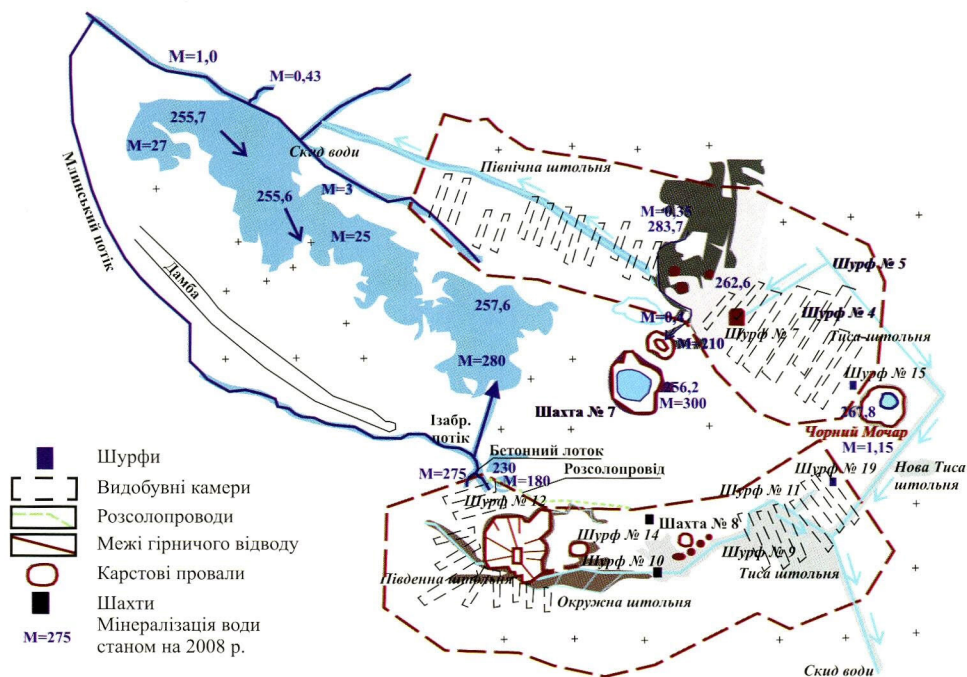 М=1,0
М=0,43
255,7
М=27
Скид води
Північна штольня
М=3
255,6
М=25
Млинський потік
Дамба
М=0,35
283,7
Шурф № 5
262,6
257,6
Шурф № 4
М=0,4
Шурф № 7
Тиса штольня
М=210
М=280
Шурф № 15
256,2
М=300
Шахта № 7
267,8
Чорний Мочар
М=1,15
Ізабр.
потік
Бетонний лоток
М=275
230
Розсолопровід
М=180
Шурф № 19
Нова Тиса
штольня
Шурф № 12
Шурф № 11
Шахта № 8
Шурф № 14
Шурф № 9
Шурф № 10
Південна штольня
Тиса штольня
Окружна штольня
Скид води
Шурфи
Видобувні камери
Розсолопроводи
Межі гірничого відводу
Карстові провали
Шахти
М=275
Мінералізація води
станом на 2008 р.